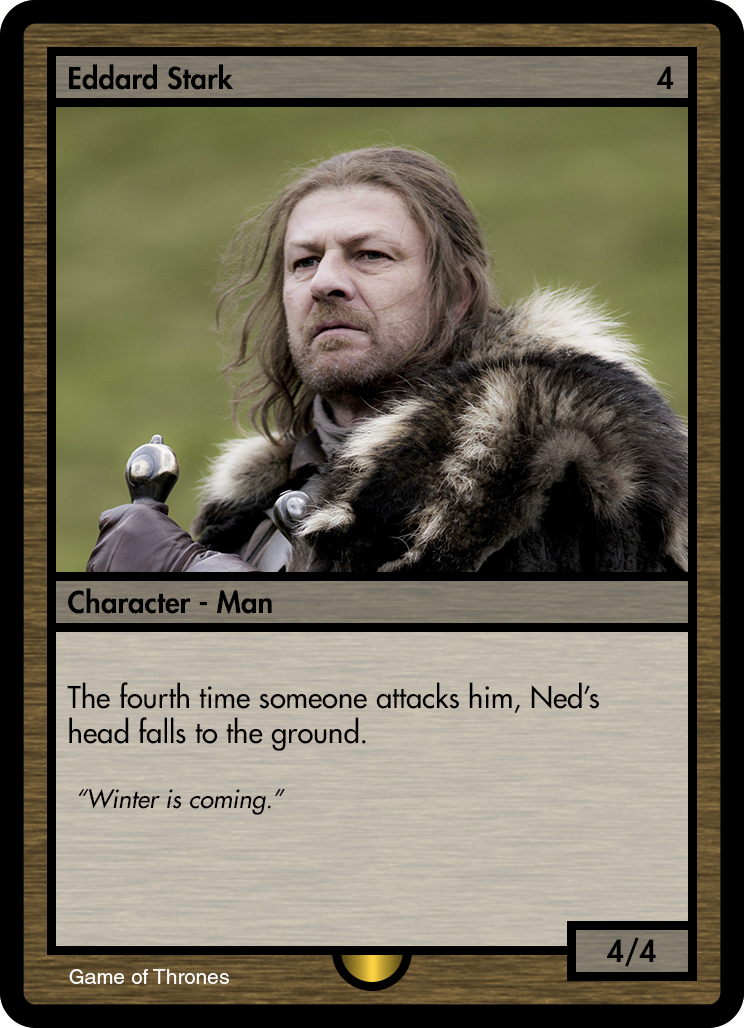 Eddard Stark 4
Character - Man
The fourth time someone attacks him, Ned’s
head falls to the ground.
“Winter is coming.”
4/4
Game of Thrones